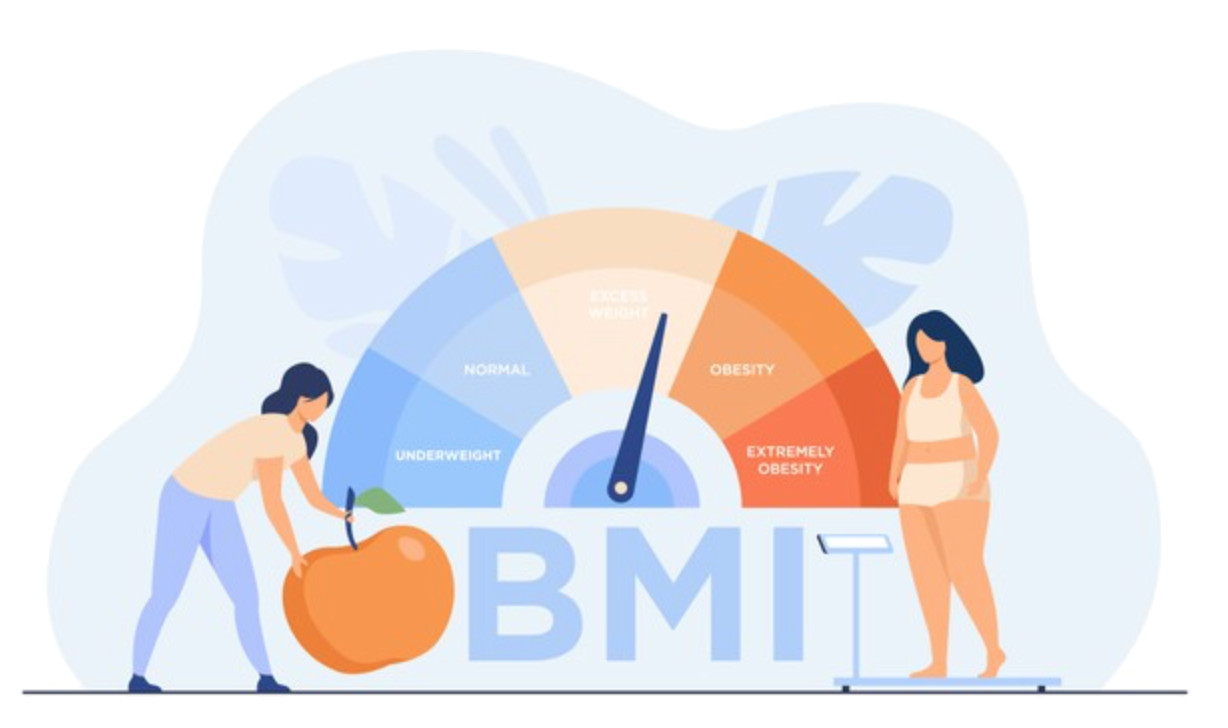 EXCESS
WEIGHT
NORMAL
OBESITY
UNDERWEIGHT
EXTREMELY
OBESITY
BMI